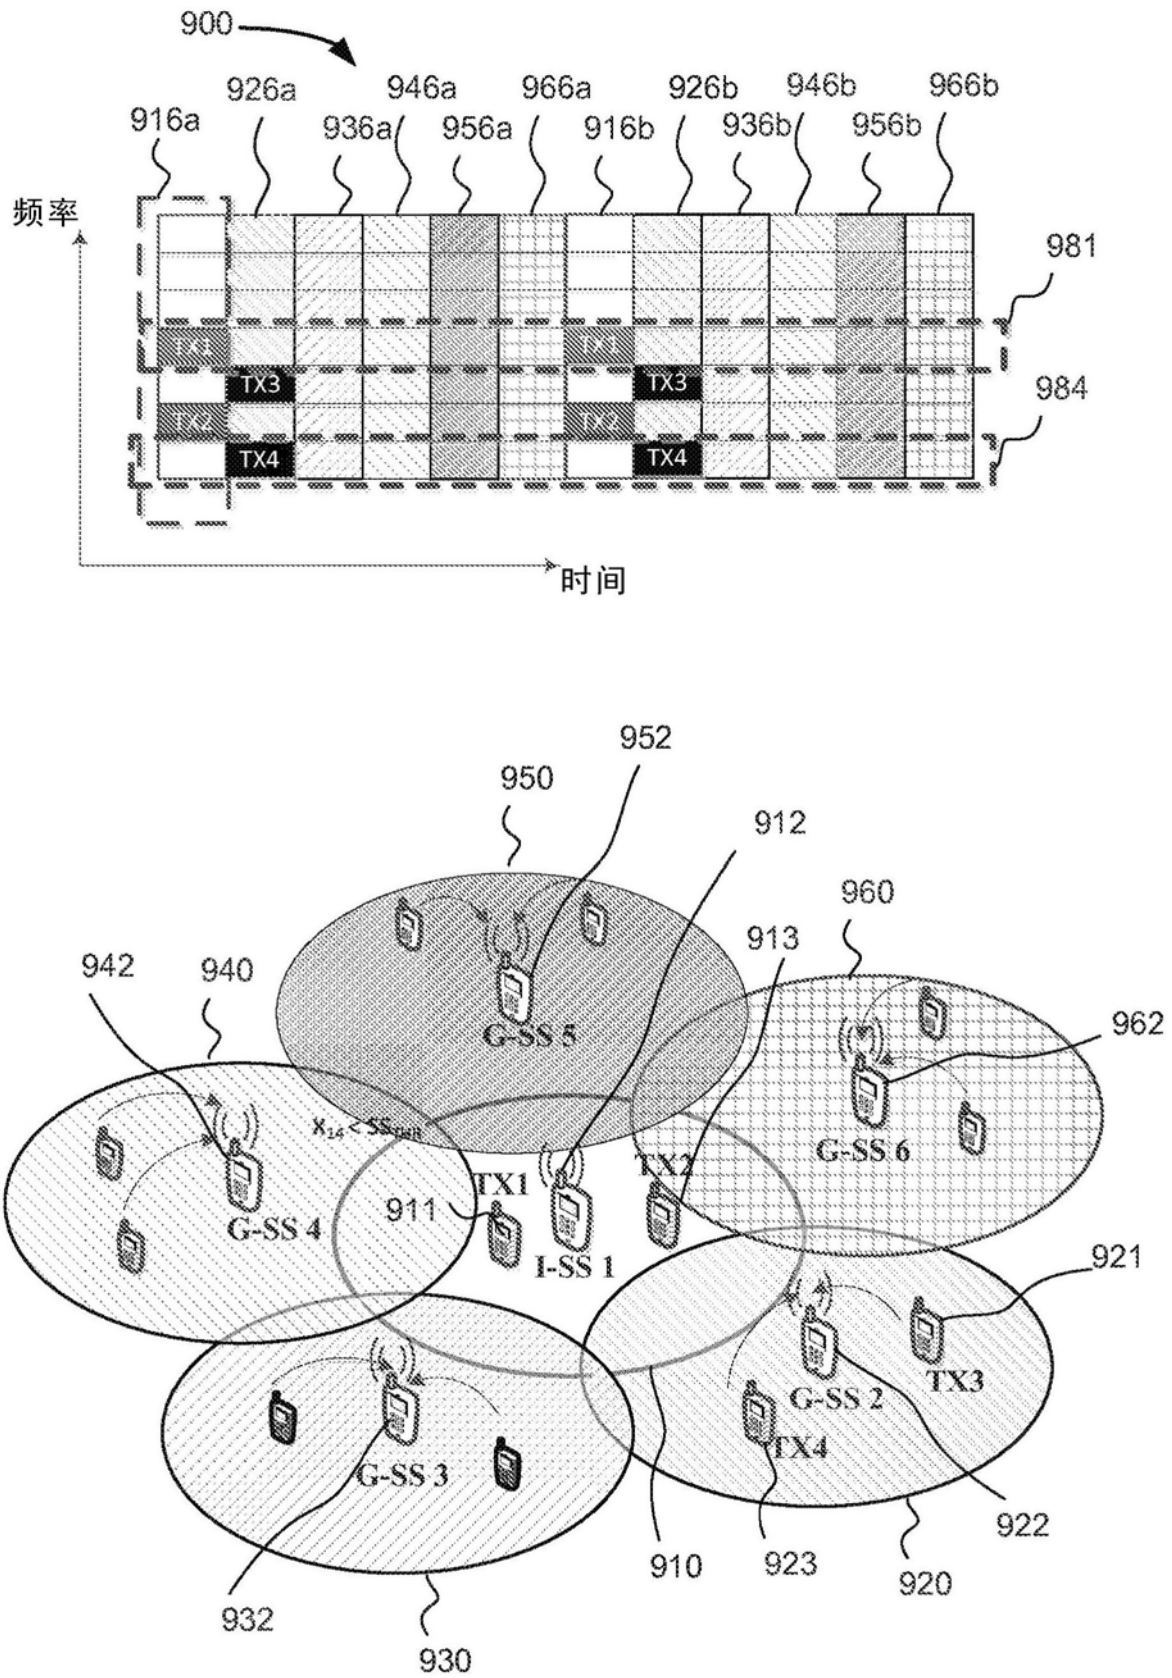 900
926a 946a 966a 926b 946b 966b
916a 936a 956a 916b 936b 956b
频率
981
TX1 TX1
TX3 TX3
984
TX2 TX2
TX4 TX4
时间
952
950
912
960
913
942 940
962
G-SS 5
X₁₄ < SS
G-SS 6
TX2
TX1
911
G-SS 4
921
I-SS 1
TX3
G-SS 2
TX4
G-SS 3
922
910 923
920
932
930